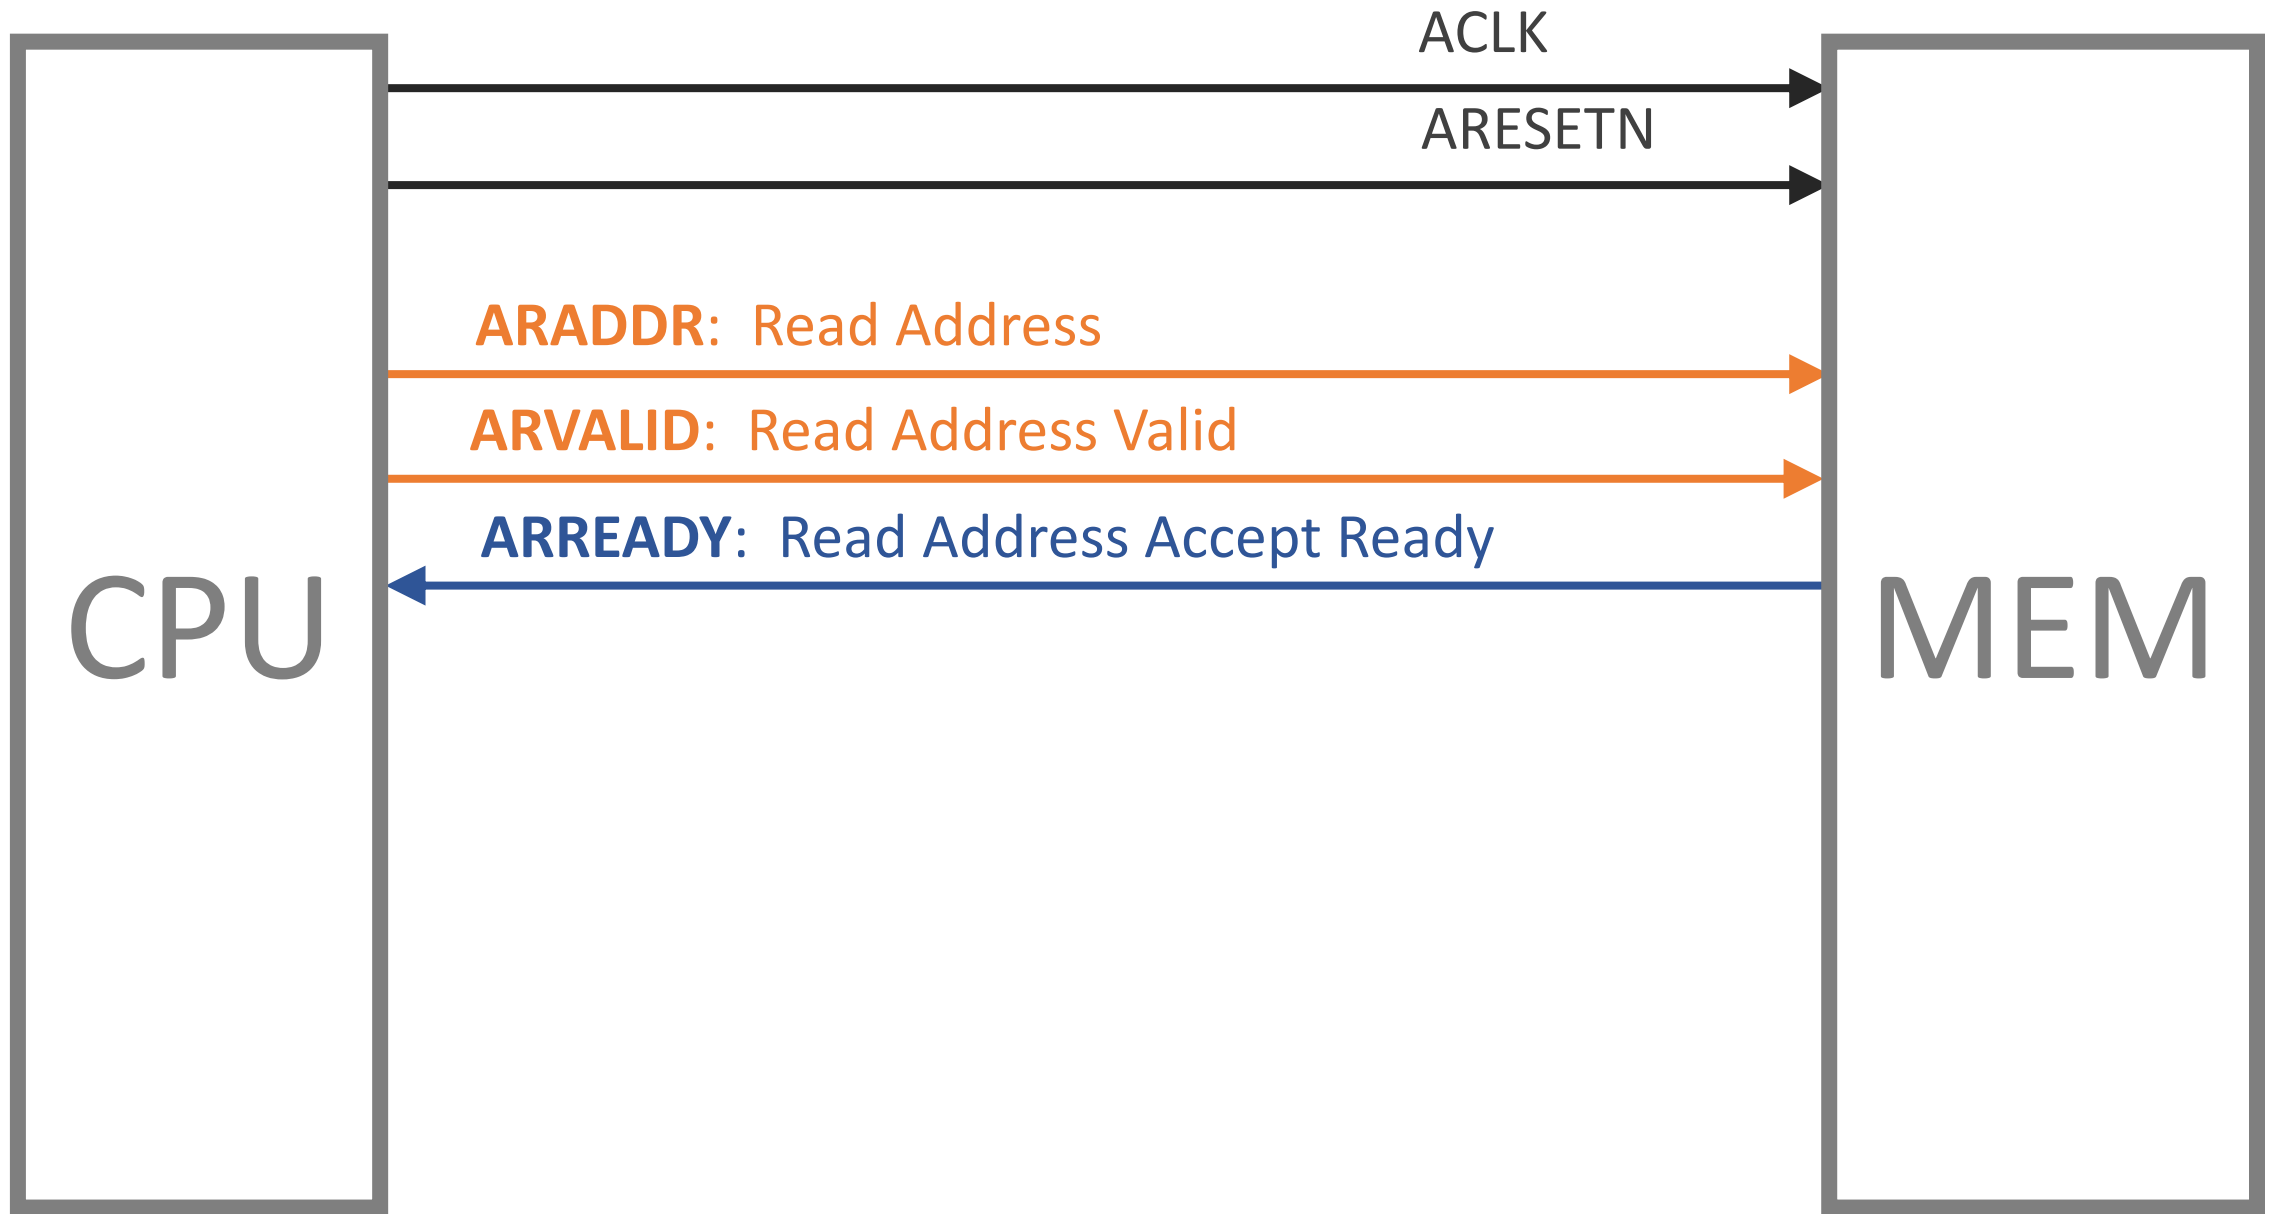 ACLK
ARESETN
ARADDR: Read Address
ARVALID: Read Address Valid
ARREADY: Read Address Accept Ready
CPU
MEM